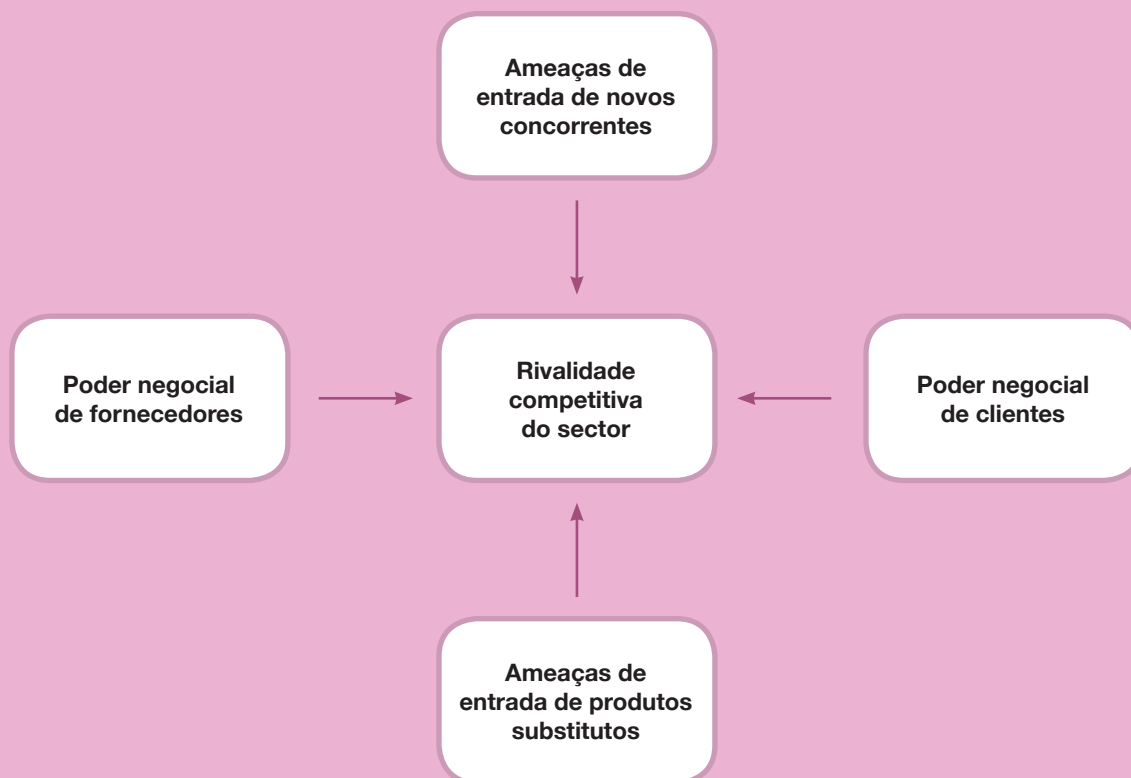 Ameaças de
entrada de novos
concorrentes
Poder negocial
de fornecedores
Rivalidade
competitiva
do sector
Poder negocial
de clientes
Ameaças de
entrada de produtos
substitutos